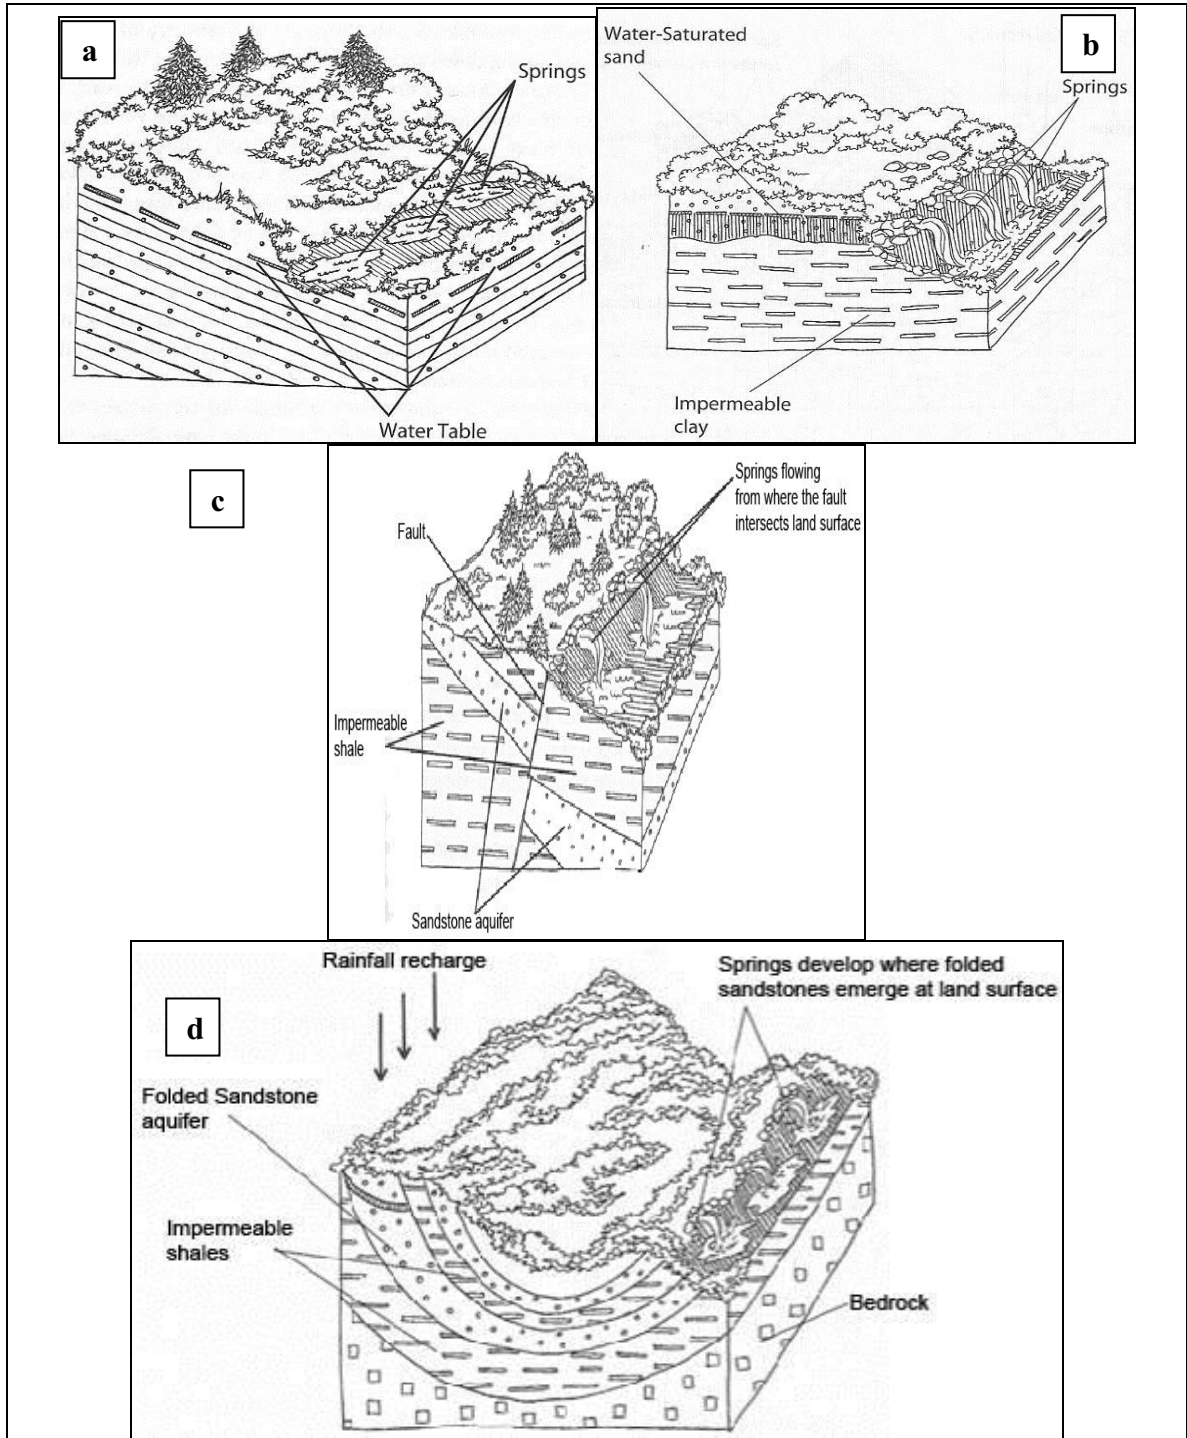 a
Springs
Water Table
b
Water-Saturated
sand
Springs
Impermeable
clay
c
Springs flowing
from where the fault
intersects land surface
Fault
Impermeable
shale
Sandstone aquifer
d
Rainfall recharge
Springs develop where folded
sandstones emerge at land surface
Folded Sandstone
aquifer
Impermeable
shales
Bedrock